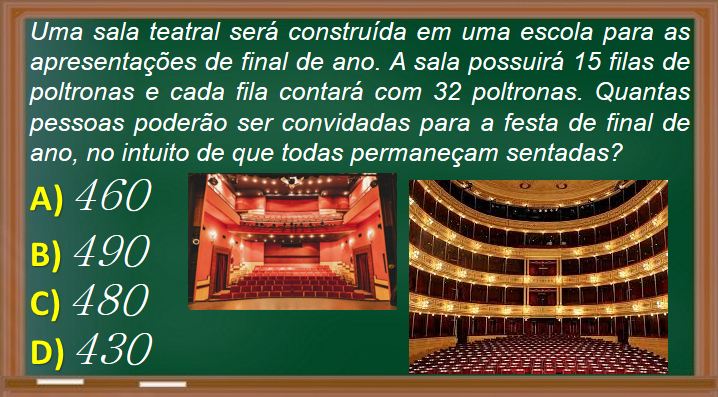 Uma sala teatral será construída em uma escola para as
apresentações de final de ano. A sala possuirá 15 filas de
poltronas e cada fila contará com 32 poltronas. Quantas
pessoas poderão ser convidadas para a festa de final de
ano, no intuito de que todas permaneçam sentadas?
A) 460
B) 490
C) 480
D) 430